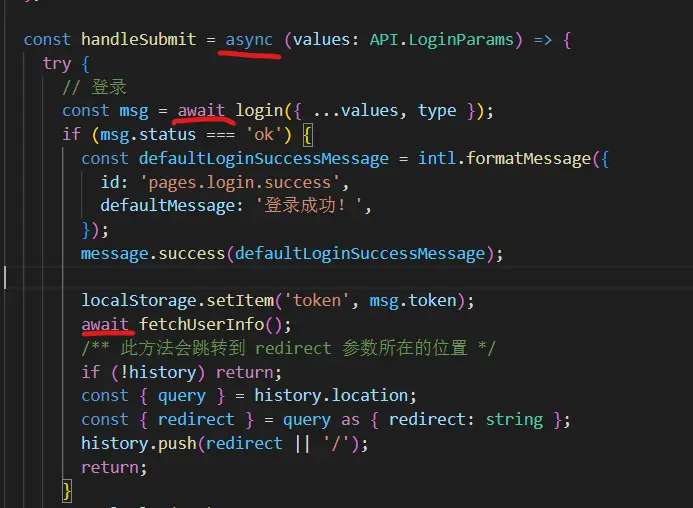 const handleSubmit = async (values: API.LoginParams) => {
try {
// 登录
const msg = await login({ ...values, type });
if (msg.status === 'ok') {
const defaultLoginSuccessMessage = intl.formatMessage({
id: 'pages.login.success',
defaultMessage: '登录成功！',
});
message.success(defaultLoginSuccessMessage);
localStorage.setItem('token', msg.token);
await fetchUserInfo();
/** 此方法会跳转到 redirect 参数所在的位置 */
if (!history) return;
const { query } = history.location;
const { redirect } = query as { redirect: string };
history.push(redirect || '/');
return;
}